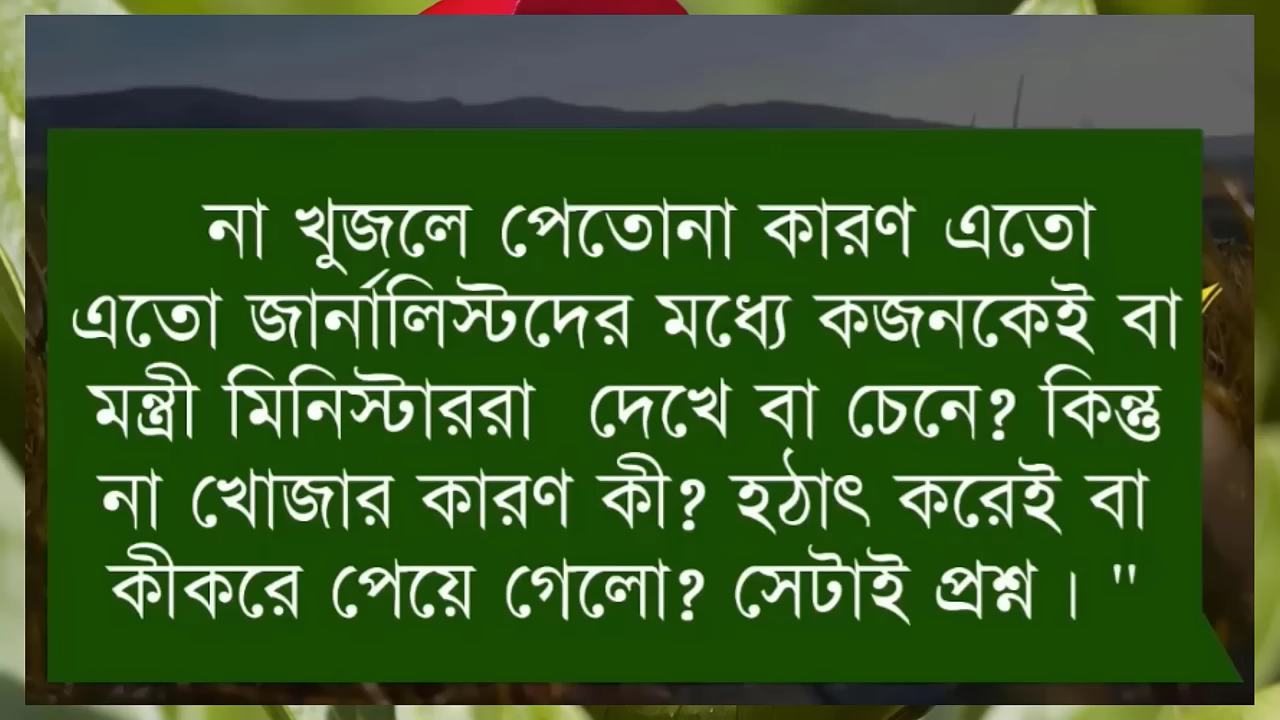 না খুজলে পেতোনা কারণ এতো
এতো জার্নালিস্টদের মধ্যে কজনকেই বা
মন্ত্রী মিনিস্টাররা দেখে বা চেনে? কিন্তু
না খোজার কারণ কী? হঠাৎ করেই বা
কীকরে পেয়ে গেলো? সেটাই প্রশ্ন । "